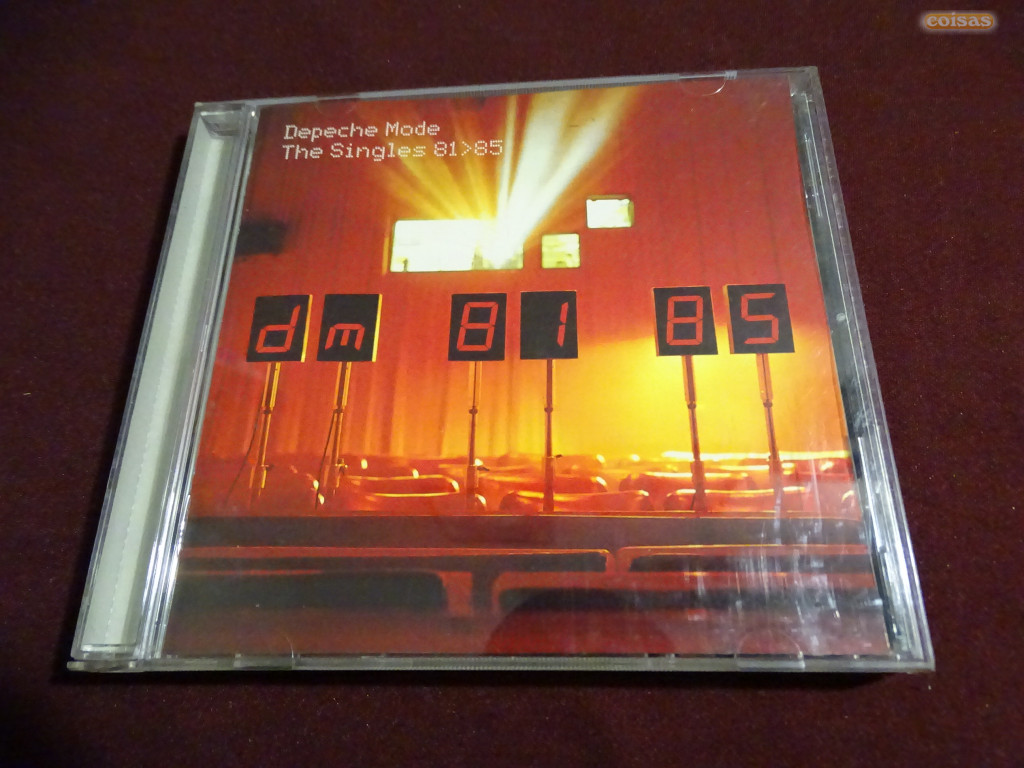 coisas
Depeche Mode
The Singles 81>85
dm 81 85